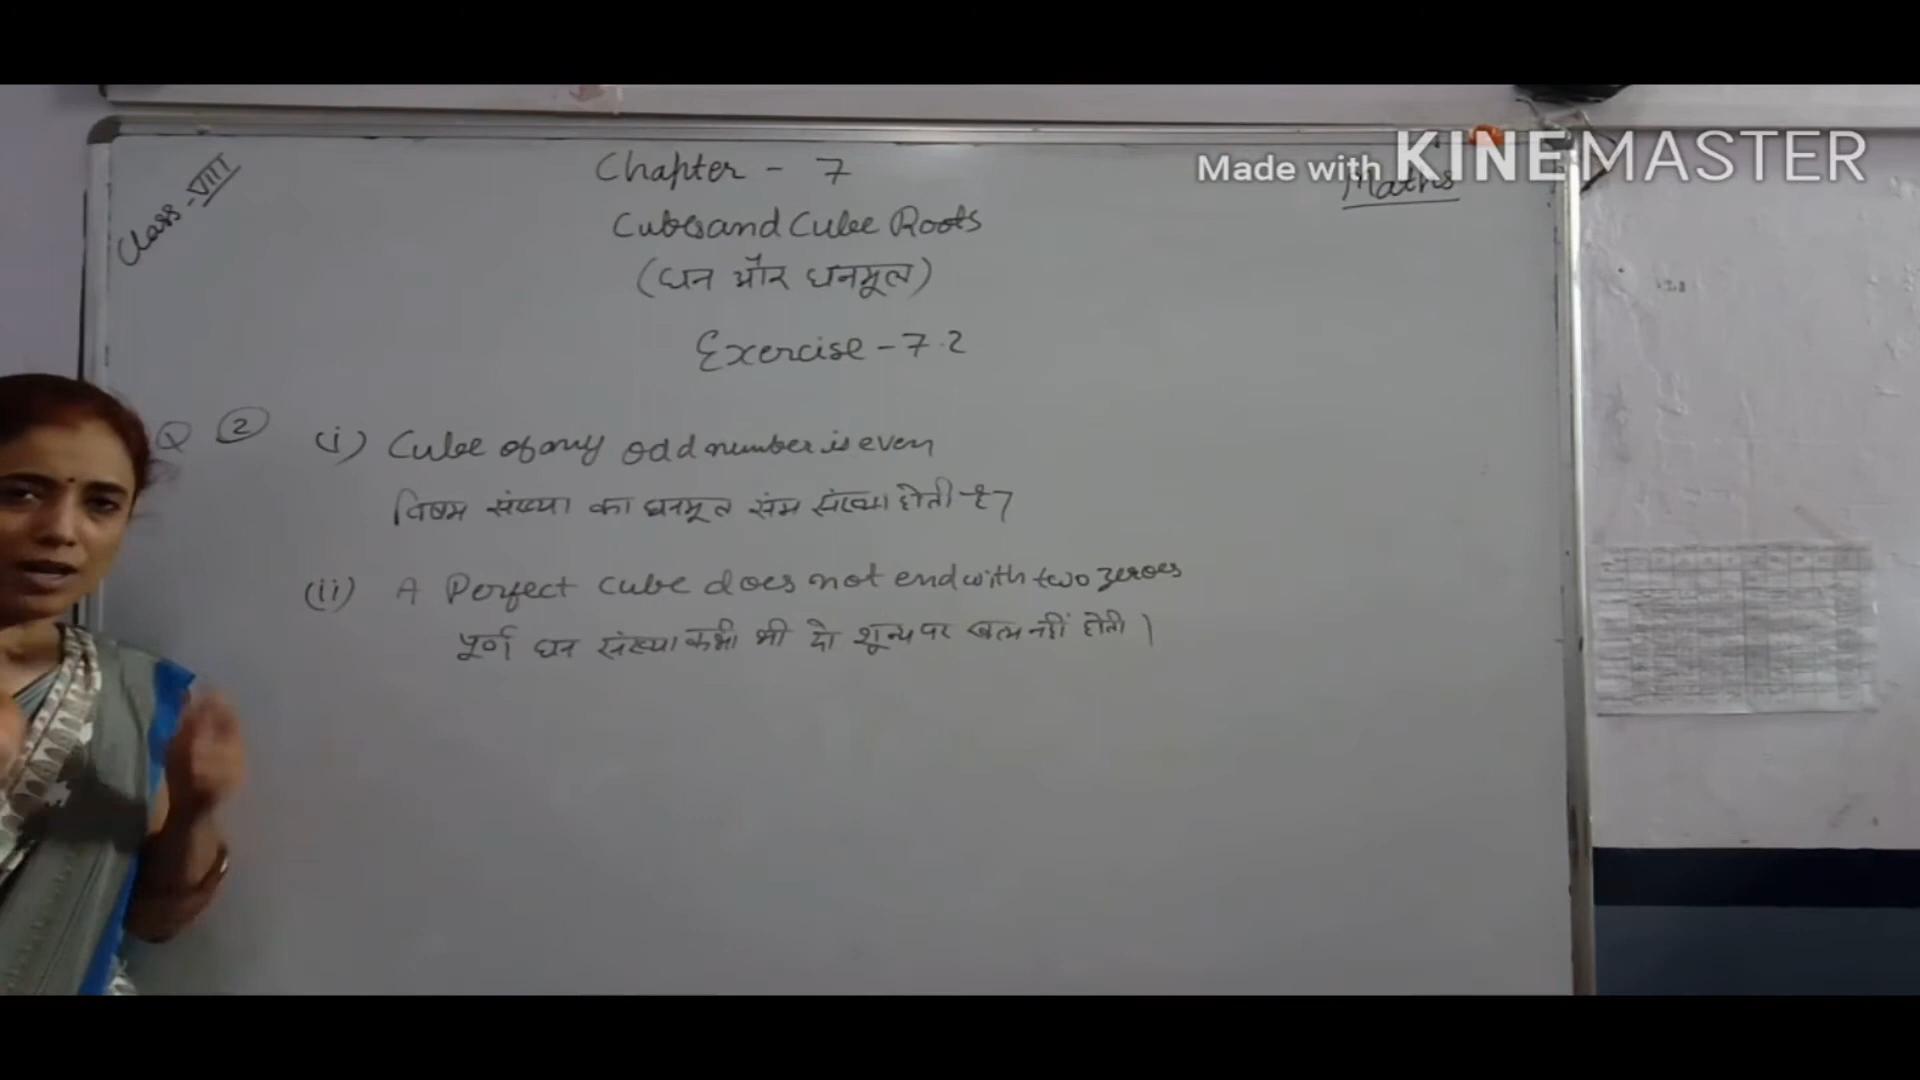 Made with KINEMASTER
Class-VIII
Chapter - 7
Maths
Cubes and Cube Roots
(घन और घनमूल)
Exercise-7.2
Q 2 (i) Cube of any odd number is even
विषम संख्या का घनमूल सम संख्या होती है
(ii) A Perfect cube does not end with two zeroes
पूर्ण घन संख्या कभी भी दो शून्य पर खत्म नहीं होती ।